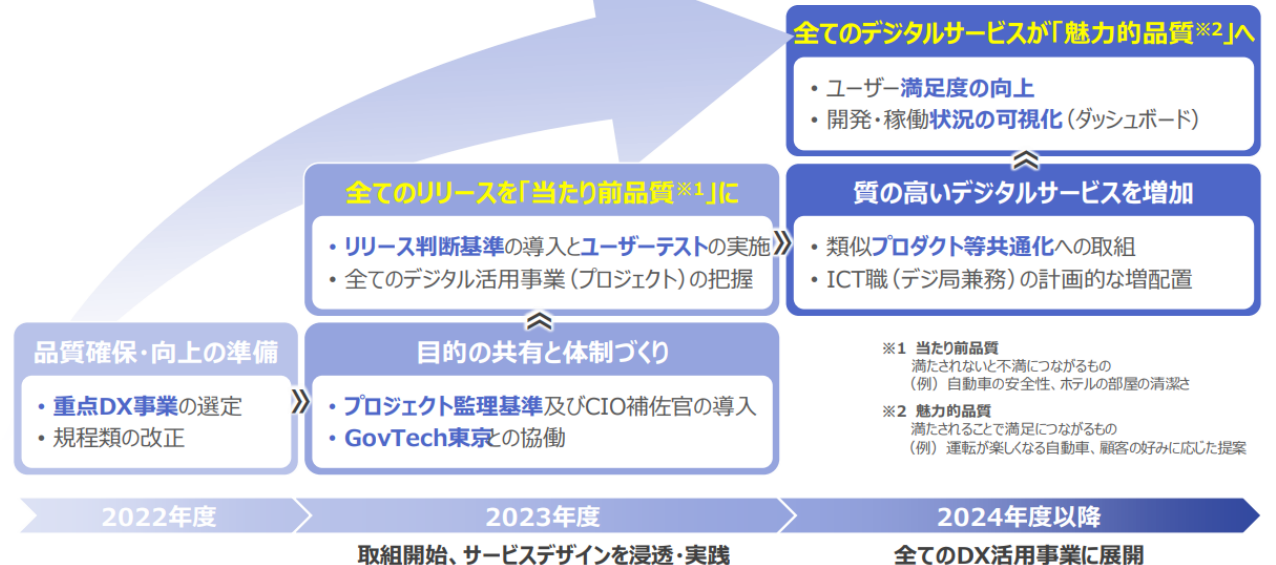 全てのデジタルサービスが「魅力的品質※2」へ
・ユーザー満足度の向上
・開発・稼働状況の可視化（ダッシュボード）
全てのリリースを「当たり前品質※1」に
・リリース判断基準の導入とユーザーテストの実施
・全てのデジタル活用事業（プロジェクト）の把握
質の高いデジタルサービスを増加
・類似プロダクト等共通化への取組
・ICT職（デジ局兼務）の計画的な増配置
品質確保・向上の準備
・重点DX事業の選定
・規程類の改正
目的の共有と体制づくり
・プロジェクト監理基準及びCIO補佐官の導入
・GovTech東京との協働
※1 当たり前品質
満たされないと不満につながるもの
（例）自動車の安全性、ホテルの部屋の清潔さ
※2 魅力的品質
満たされることで満足につながるもの
（例）運転が楽しくなる自動車、顧客の好みに応じた提案
2022年度
2023年度
2024年度以降
取組開始、サービスデザインを浸透・実践
全てのDX活用事業に展開